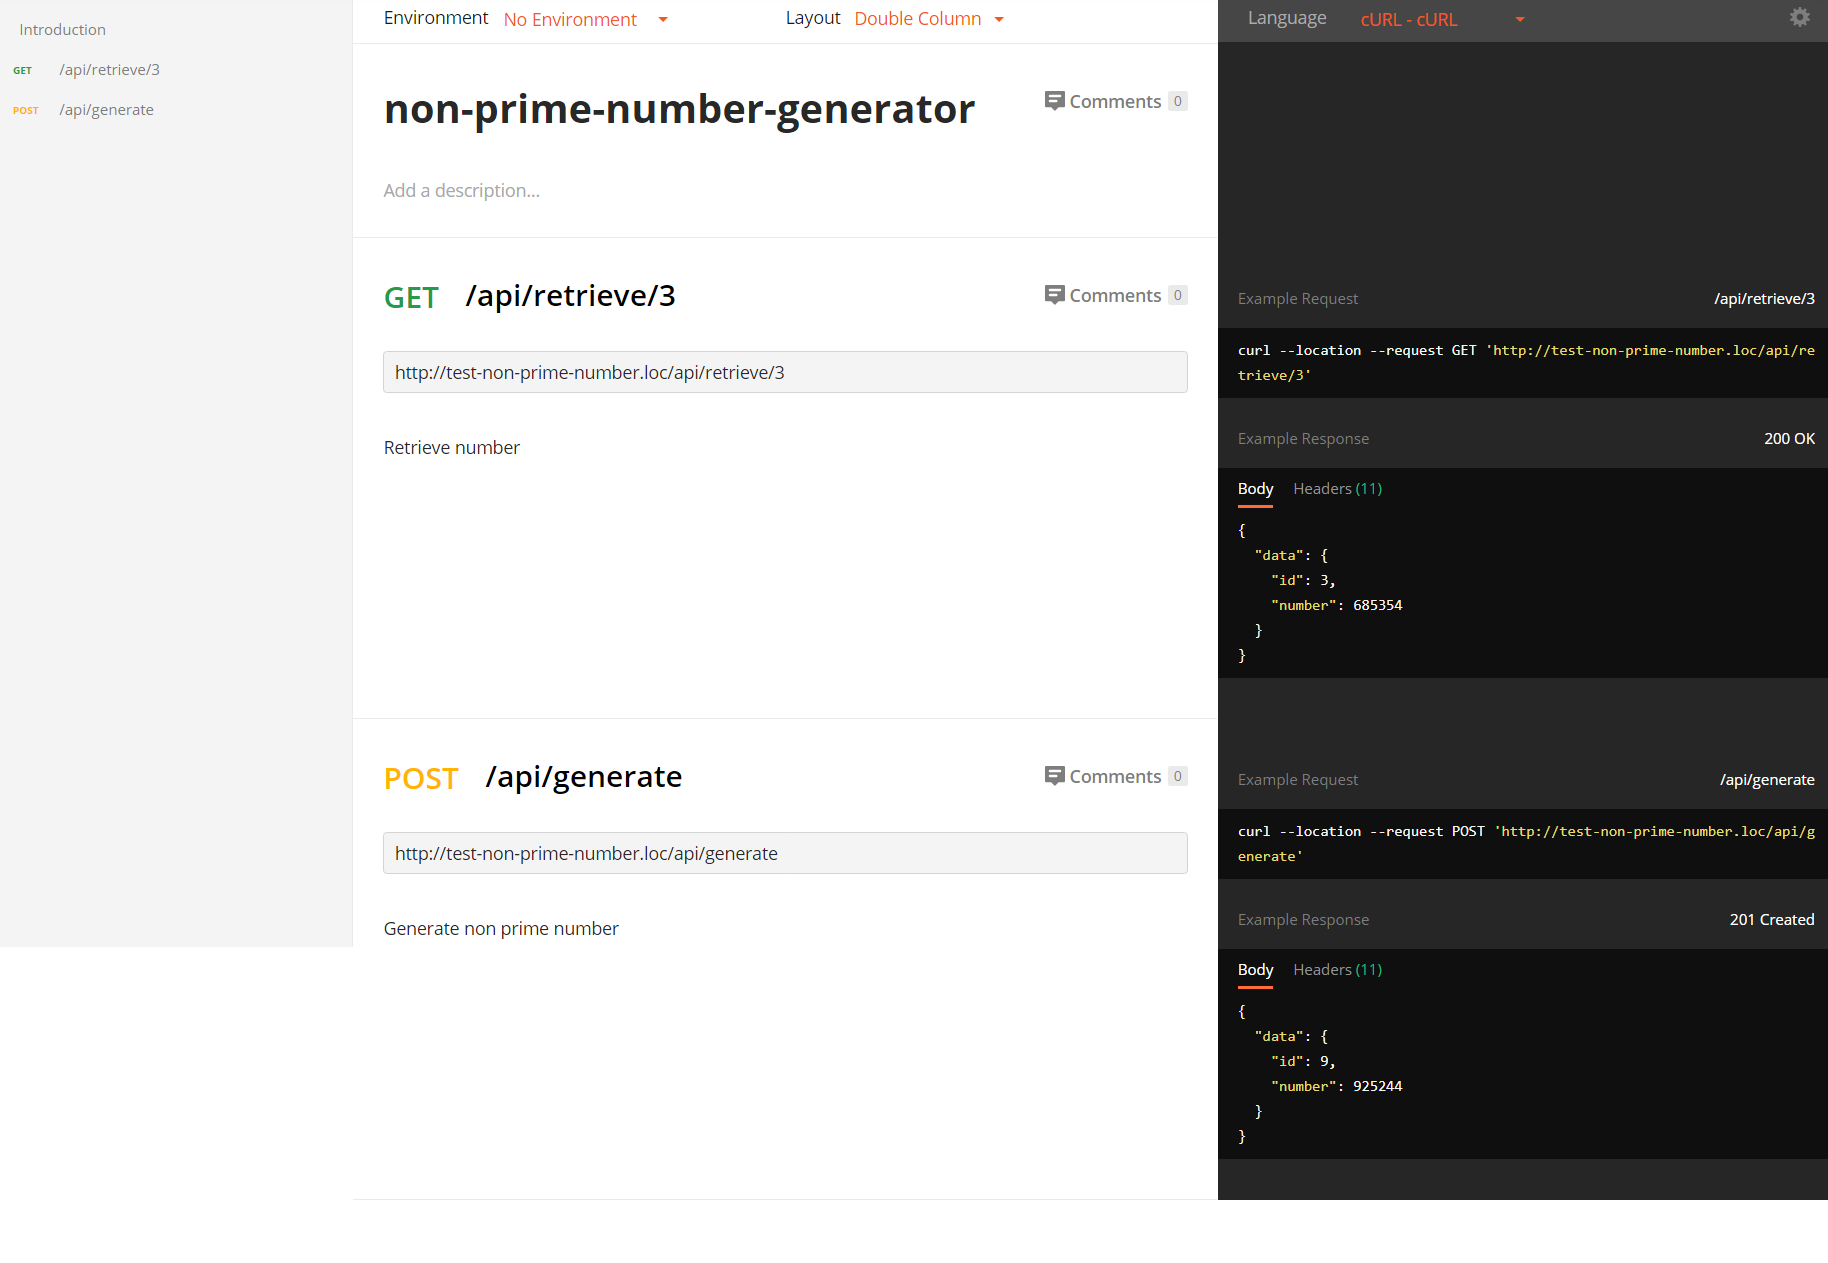 Introduction
GET /api/retrieve/3
POST /api/generate
Environment No Environment
Layout Double Column
Language cURL - cURL
non-prime-number-generator
Comments 0
Add a description...
GET /api/retrieve/3
Comments 0
http://test-non-prime-number.loc/api/retrieve/3
Retrieve number
Example Request /api/retrieve/3
curl --location --request GET 'http://test-non-prime-number.loc/api/re
trieve/3'
Example Response 200 OK
Body Headers (11)
{
  "data": {
    "id": 3,
    "number": 685354
  }
}
POST /api/generate
Comments 0
http://test-non-prime-number.loc/api/generate
Generate non prime number
Example Request /api/generate
curl --location --request POST 'http://test-non-prime-number.loc/api/g
enerate'
Example Response 201 Created
Body Headers (11)
{
  "data": {
    "id": 9,
    "number": 925244
  }
}